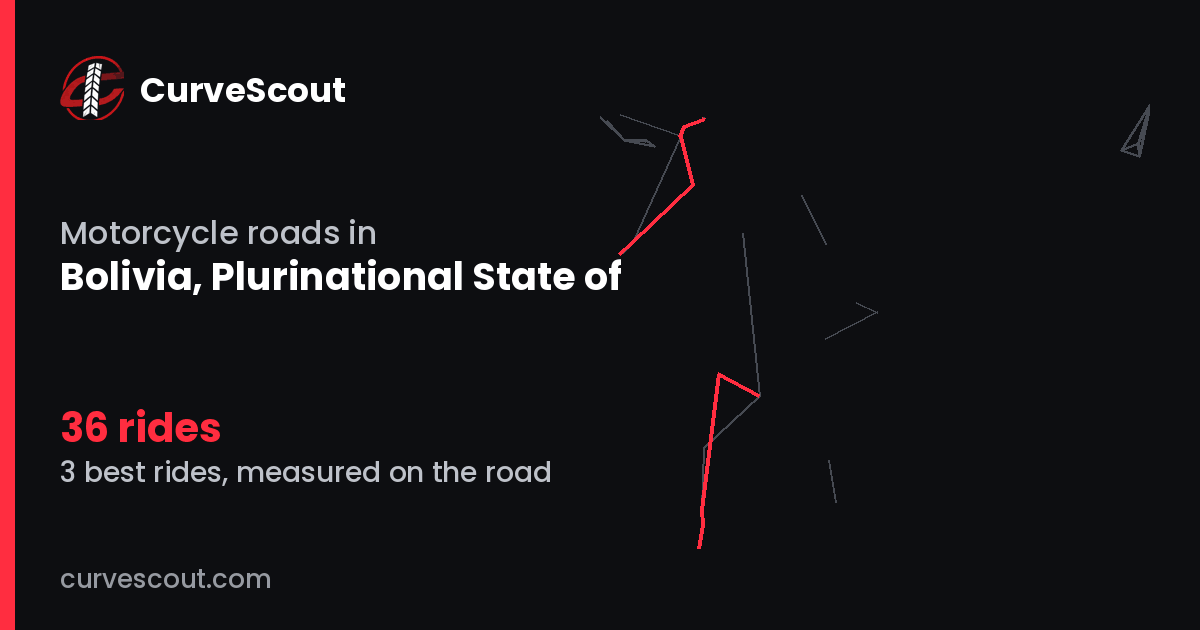 CurveScout
Motorcycle roads in
Bolivia, Plurinational State of
36 rides
3 best rides, measured on the road
curvescout.com